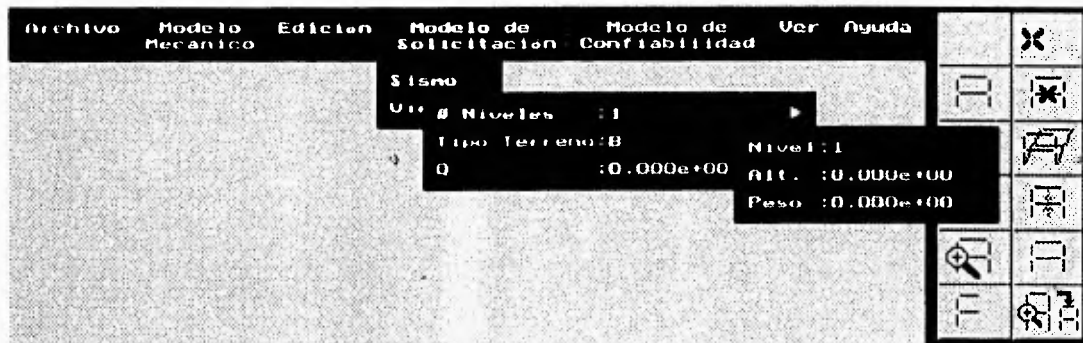 Archivo
Modelo Mecanico
Edicion
Modelo de Solicitación
Modelo de Confiabilidad
Ver
Ayuda
Sismo
# Niveles :1
Tipo Terreno:B
Q :0.000e+00
Nivel:1
Alt. :0.000e+00
Peso :0.000e+00